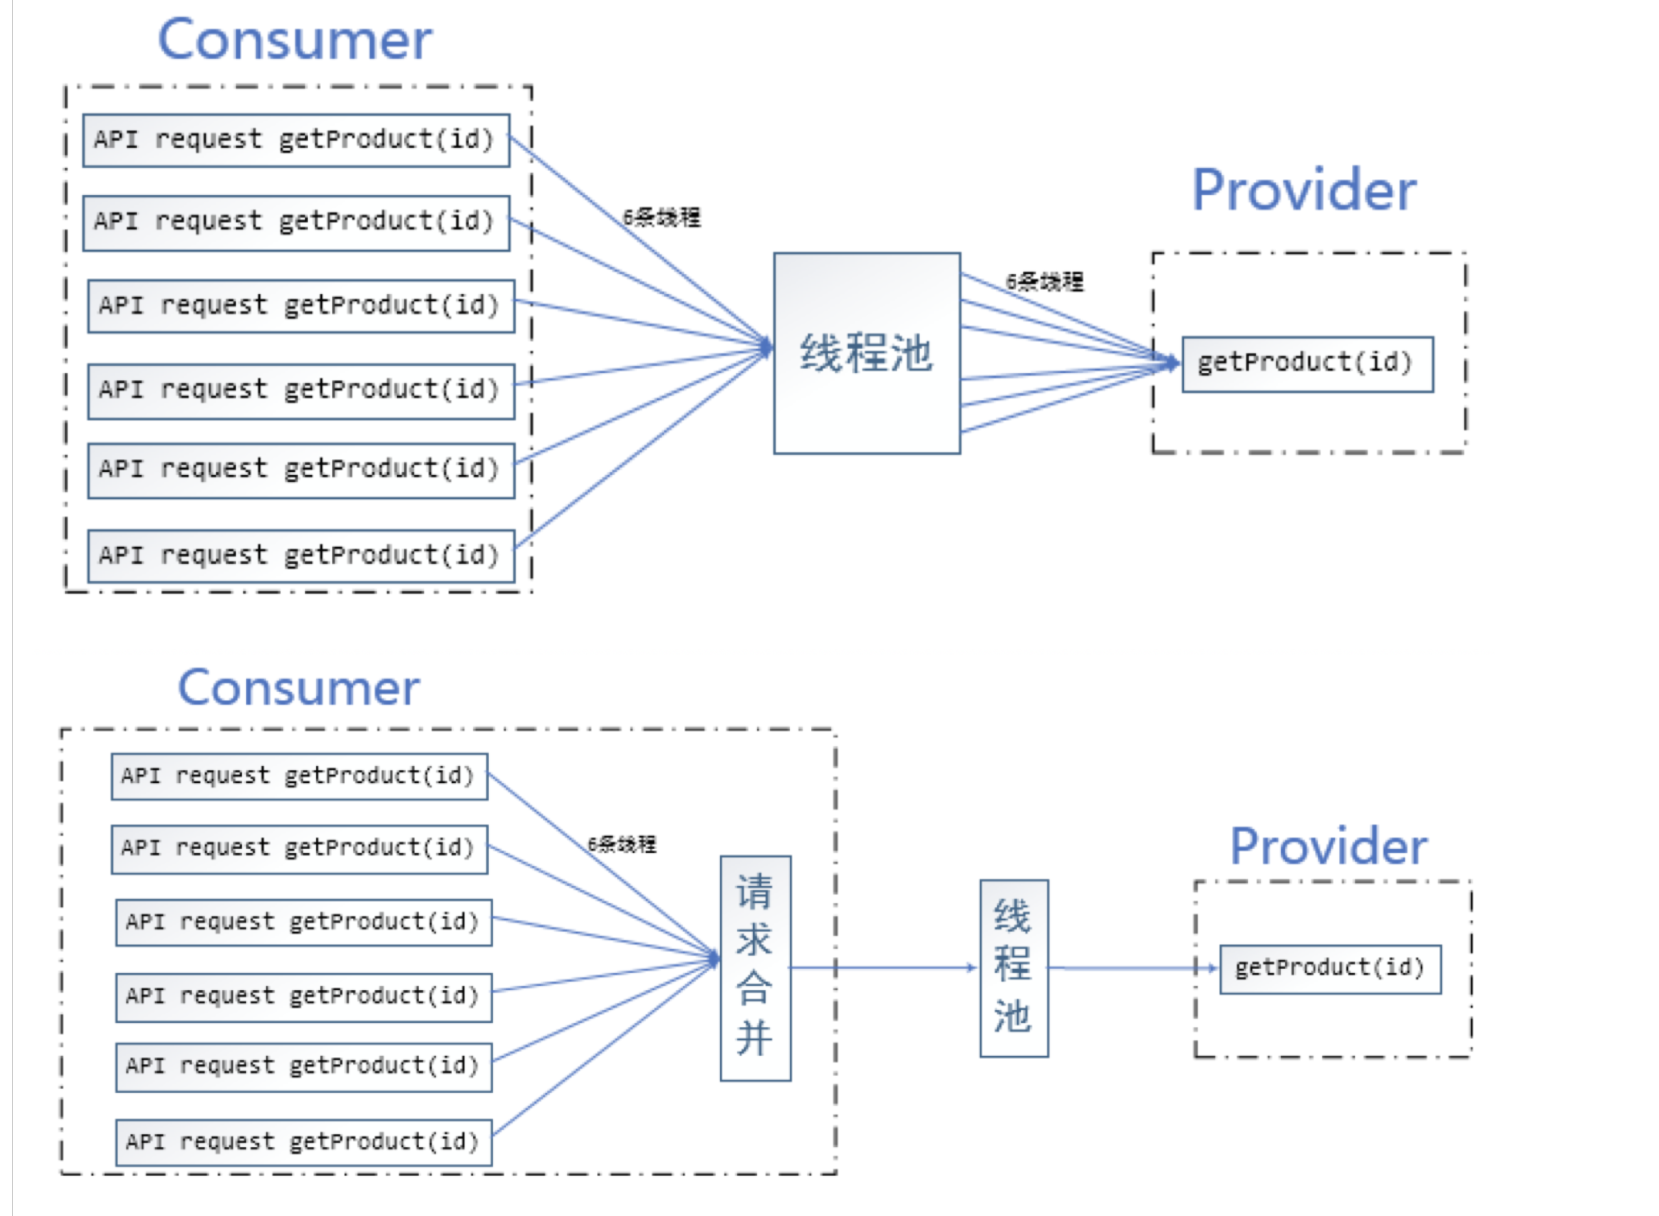 Consumer
API request getProduct(id)
API request getProduct(id)
API request getProduct(id)
API request getProduct(id)
API request getProduct(id)
API request getProduct(id)
6条线程
线程池
6条线程
Provider
getProduct(id)
Consumer
API request getProduct(id)
API request getProduct(id)
API request getProduct(id)
API request getProduct(id)
API request getProduct(id)
API request getProduct(id)
6条线程
请求合并
线程池
Provider
getProduct(id)